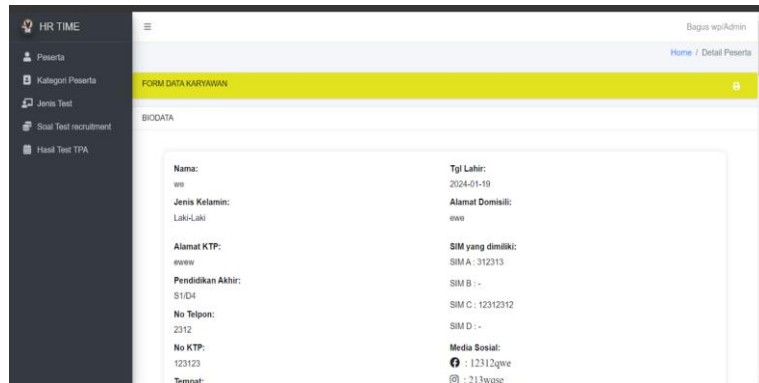 HR TIME
Bagus wp/Admin
Home / Detail Peserta
Peserta
Kategori Peserta
Jenis Test
Soal Test recruitment
Hasil Test TPA
FORM DATA KARYAWAN
BIODATA
Nama:
we
Jenis Kelamin:
Laki-Laki
Alamat KTP:
ewew
Pendidikan Akhir:
S1/D4
No Telpon:
2312
No KTP:
123123
Tempat:
Tgl Lahir:
2024-01-19
Alamat Domisili:
ewe
SIM yang dimiliki:
SIM A : 312313
SIM B : -
SIM C : 12312312
SIM D : -
Media Sosial:
: 12312qwe
: 213wqse